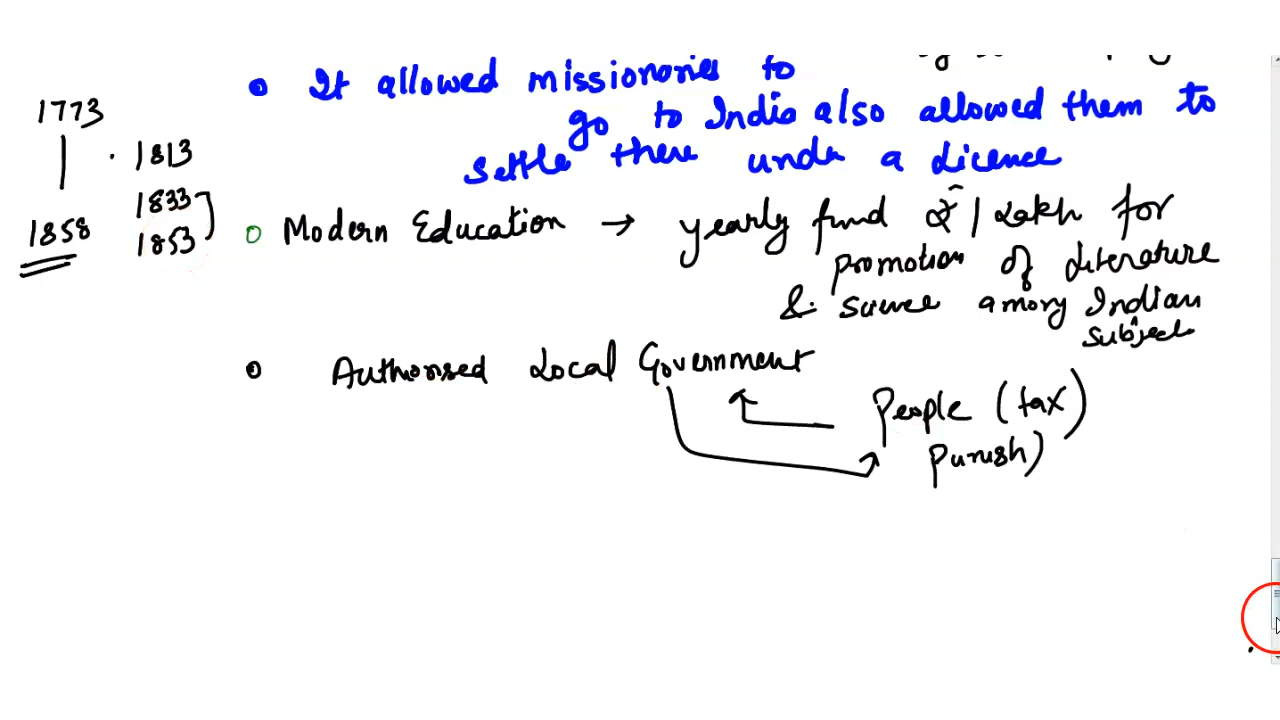 It allowed missionaries to
go to India also allowed them to
settle there under a licence
1773
1813
1833
1853
1858
Modern Education → yearly fund ₹ 1 Lakh for
promotion of Literature
& science among Indian
subjects
Authorised Local Government
People (tax)
Punish)